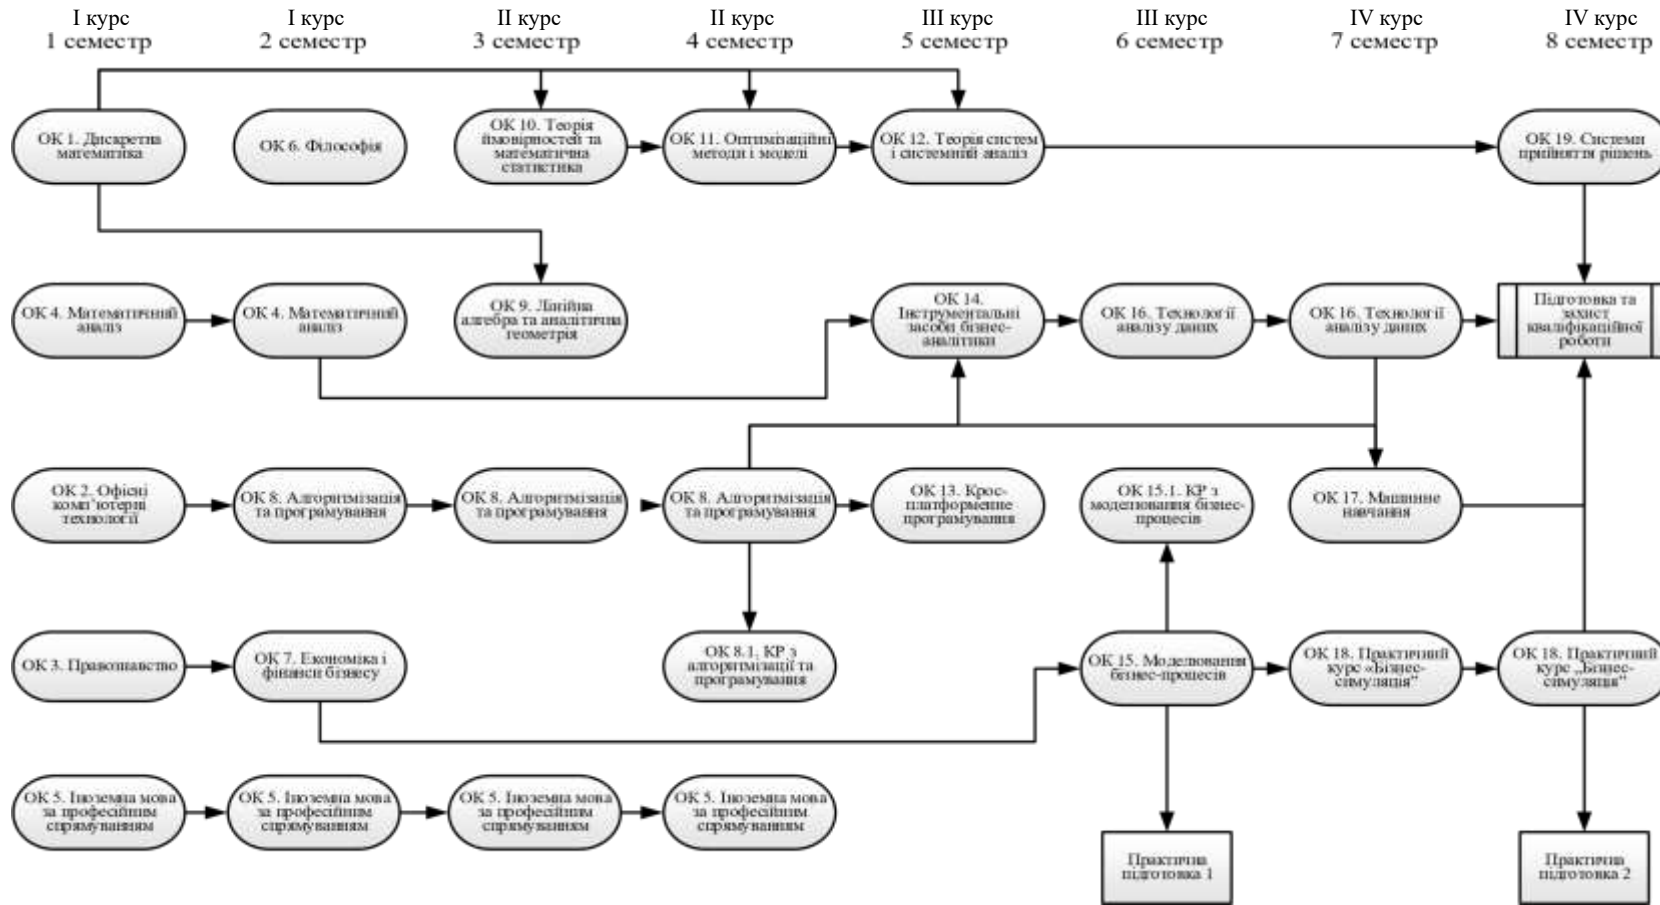 I курс
I курс
II курс
II курс
III курс
III курс
IV курс
IV курс
1 семестр
2 семестр
3 семестр
4 семестр
5 семестр
6 семестр
7 семестр
8 семестр
ОК 1. Дискретна
математика
ОК 6. Філософія
ОК 10. Теорія
ймовірностей та
математична
статистика
ОК 11. Оптимізаційні
методи і моделі
ОК 12. Теорія систем
і системний аналіз
ОК 19. Системи
прийняття рішень
ОК 4. Математичний
аналіз
ОК 4. Математичний
аналіз
ОК 9. Лінійна
алгебра та аналітична
геометрія
ОК 14.
Інструментальні
засоби бізнес-
аналітики
ОК 16. Технології
аналізу даних
ОК 16. Технології
аналізу даних
Підготовка та
захист
кваліфікаційної
роботи
ОК 2. Офісні
комп’ютерні
технології
ОК 8. Алгоритмізація
та програмування
ОК 8. Алгоритмізація
та програмування
ОК 8. Алгоритмізація
та програмування
ОК 13. Крос-
платформенне
програмування
ОК 15.1. КР з
моделювання бізнес-
процесів
ОК 17. Машинне
навчання
ОК 3. Правознавство
ОК 7. Економіка і
фінанси бізнесу
ОК 8.1. КР з
алгоритмізації та
програмування
ОК 15. Моделювання
бізнес-процесів
ОК 18. Практичний
курс «Бізнес-
симуляція”
ОК 18. Практичний
курс „Бізнес-
симуляція”
ОК 5. Іноземна мова
за професійним
спрямуванням
ОК 5. Іноземна мова
за професійним
спрямуванням
ОК 5. Іноземна мова
за професійним
спрямуванням
ОК 5. Іноземна мова
за професійним
спрямуванням
Практична
підготовка 1
Практична
підготовка 2